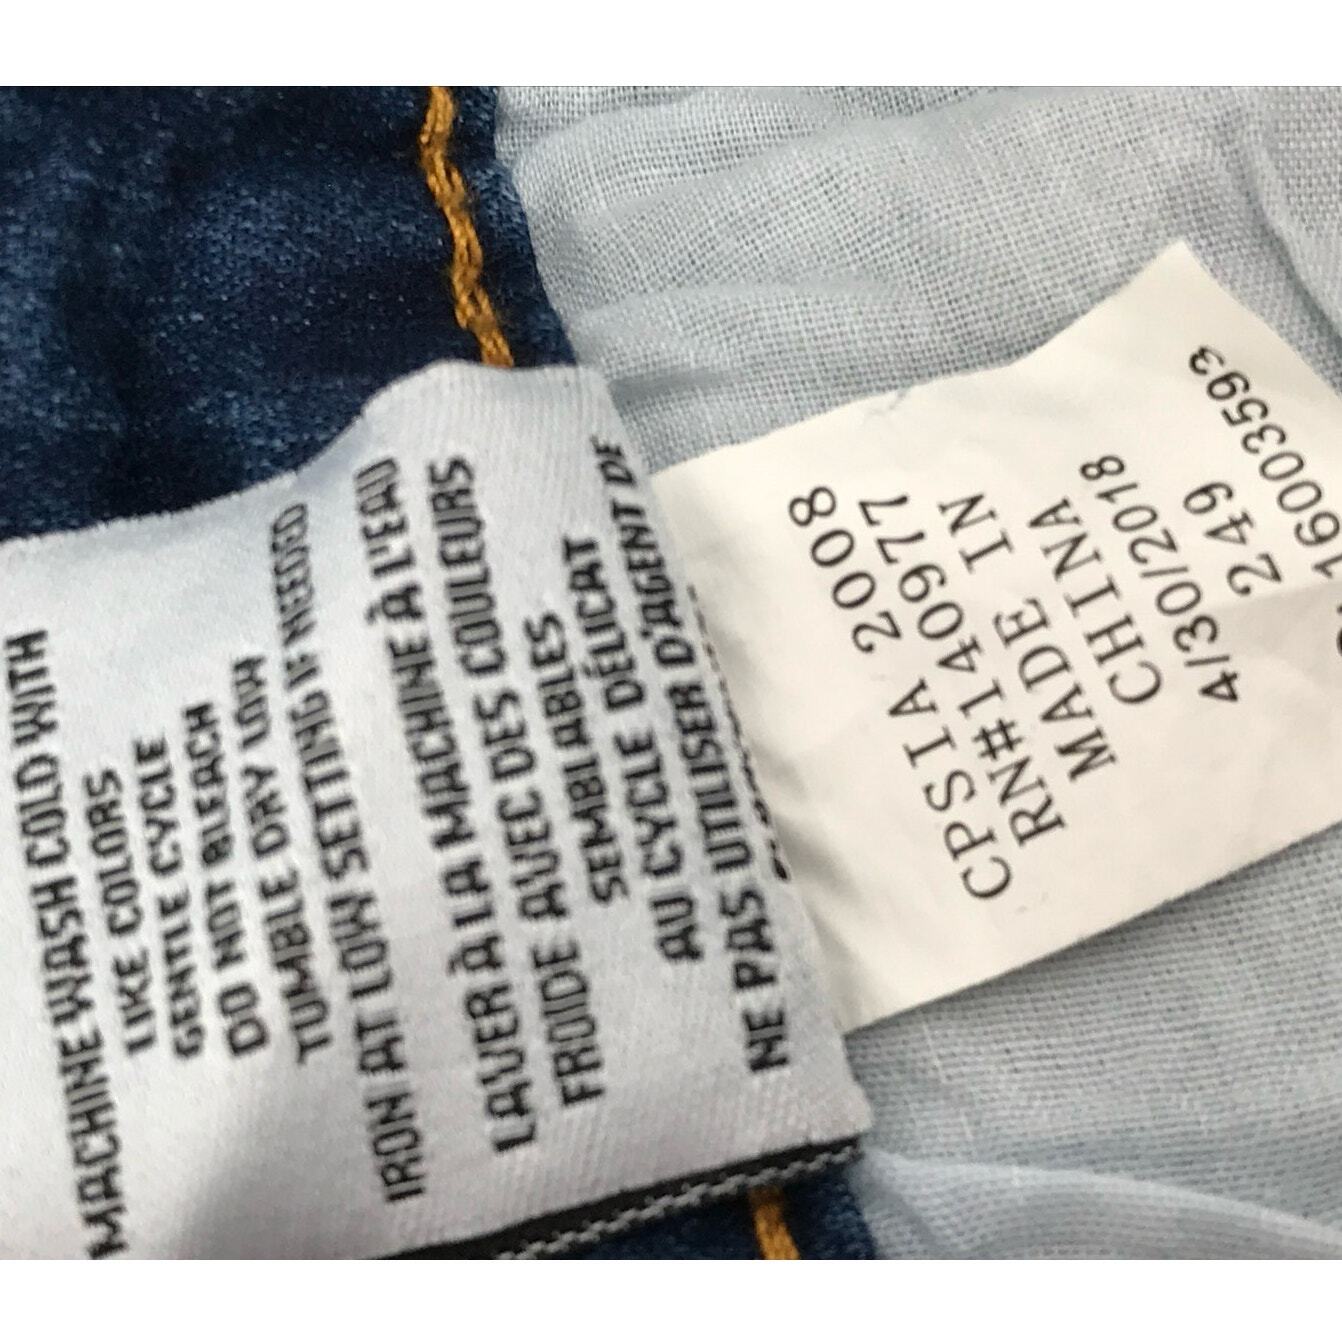 MACHINE WASH COLD WITH
LIKE COLORS
GENTLE CYCLE
DO NOT BLEACH
TUMBLE DRY LOW
IRON AT LOW SETTING IF NEEDED
LAVER À LA MACHINE À L'EAU
FROIDE AVEC DES COULEURS
SEMBLABLES
AU CYCLE DÉLICAT
NE PAS UTILISER D'AGENT DE
CPSIA 2008
RN#140977
MADE IN
CHINA
4/30/2018
249